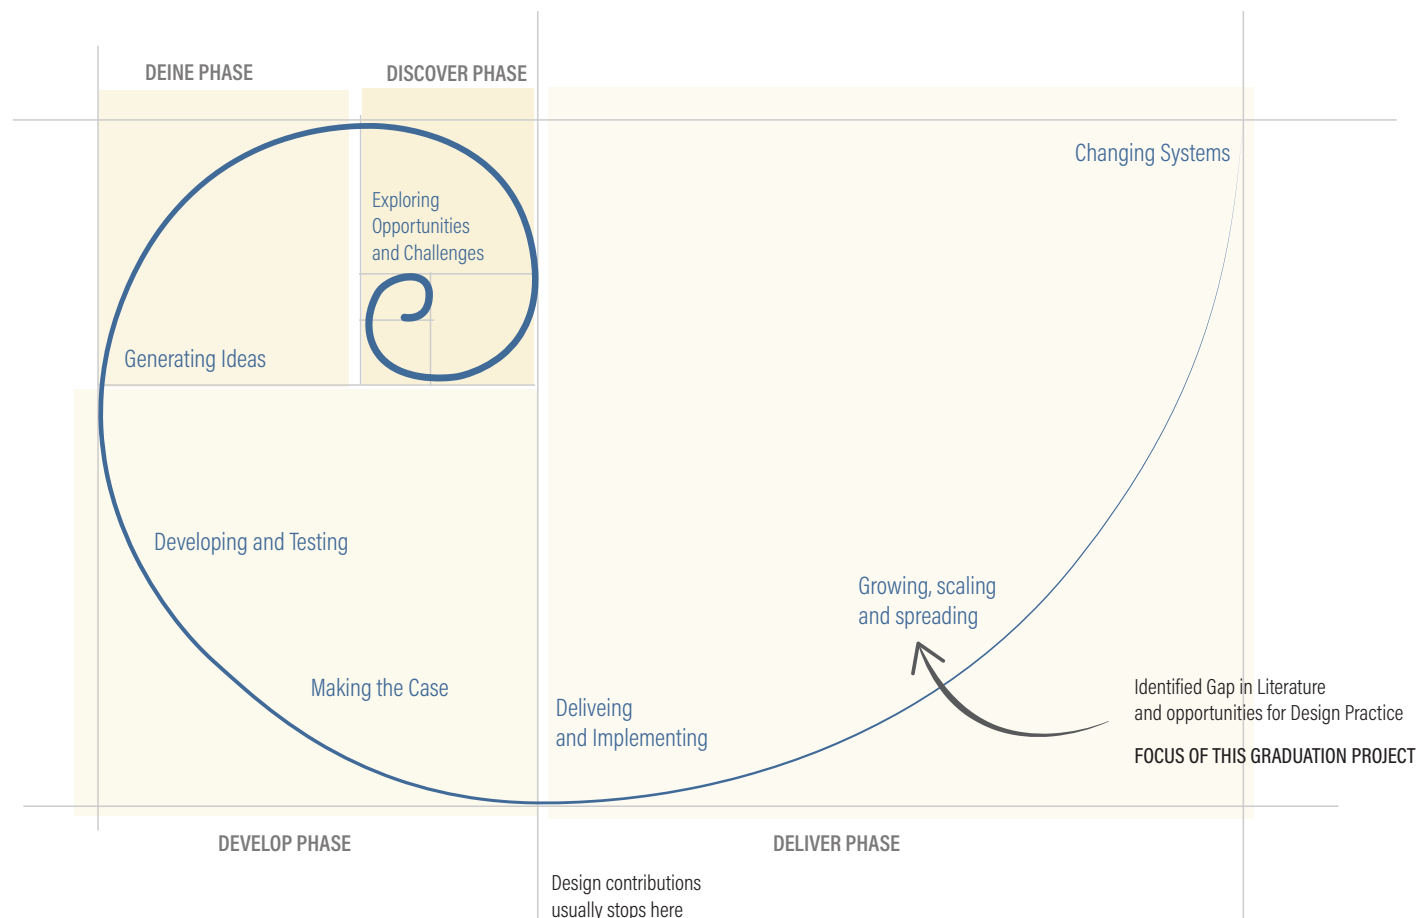 DEINE PHASE
DISCOVER PHASE
Changing Systems
Exploring
Opportunities
and Challenges
Generating Ideas
Developing and Testing
Growing, scaling
and spreading
Making the Case
Identified Gap in Literature
and opportunities for Design Practice
FOCUS OF THIS GRADUATION PROJECT
Deliveing
and Implementing
DEVELOP PHASE
DELIVER PHASE
Design contributions
usually stops here